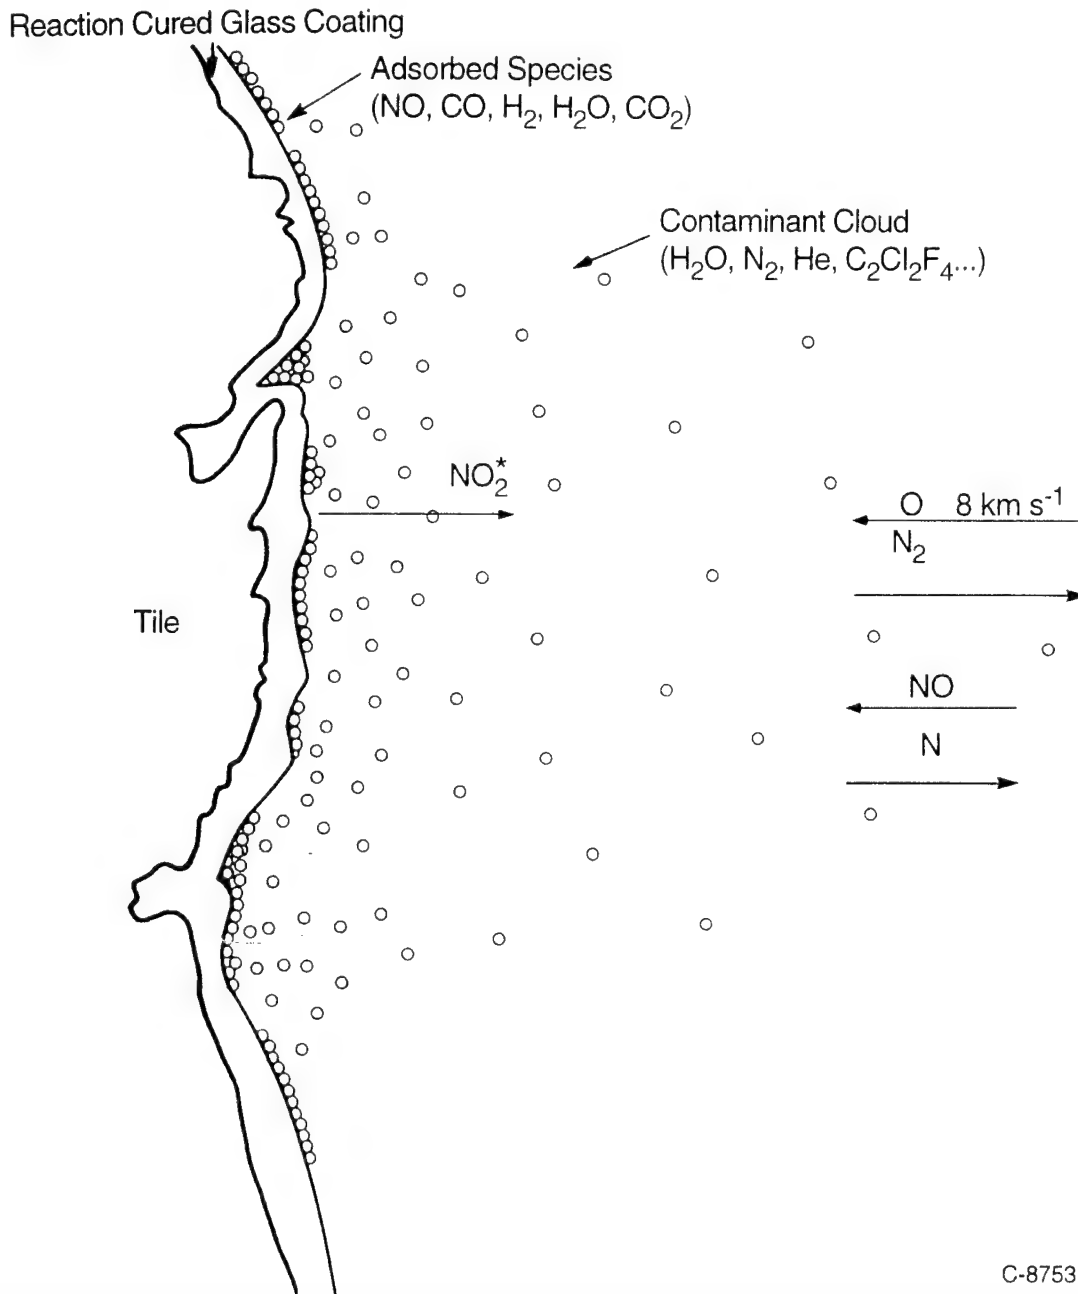 Reaction Cured Glass Coating
Adsorbed Species
(NO, CO, H₂, H₂O, CO₂)
Contaminant Cloud
(H₂O, N₂, He, C₂Cl₂F₄...)
NO₂*
O 8 km s⁻¹
N₂
Tile
NO
N
C-8753